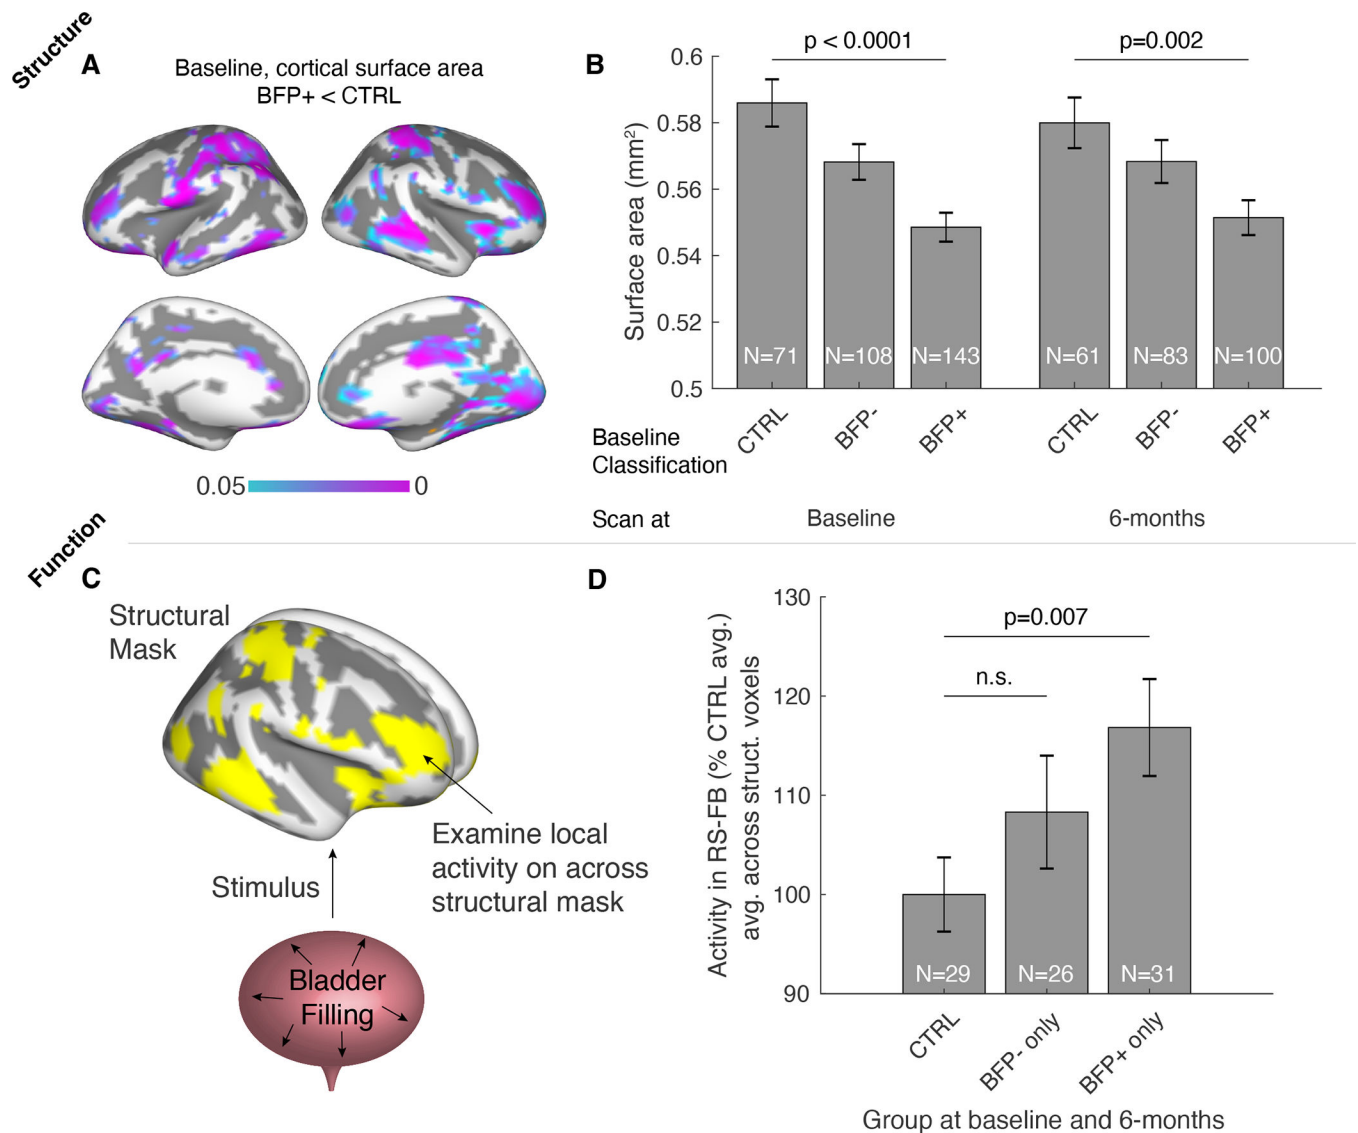 Structure
A
Baseline, cortical surface area
BFP+ < CTRL
0.05
0
B
p < 0.0001
p=0.002
Surface area (mm²)
0.6
0.58
0.56
0.54
0.52
0.5
N=71
N=108
N=143
N=61
N=83
N=100
CTRL
BFP-
BFP+
CTRL
BFP-
BFP+
Baseline
Classification
Scan at
Baseline
6-months
Function
C
Structural
Mask
Examine local
activity on across
structural mask
Stimulus
Bladder
Filling
D
Activity in RS-FB (% CTRL avg.)
avg. across struct. voxels
130
120
110
100
90
p=0.007
n.s.
N=29
N=26
N=31
CTRL
BFP- only
BFP+ only
Group at baseline and 6-months